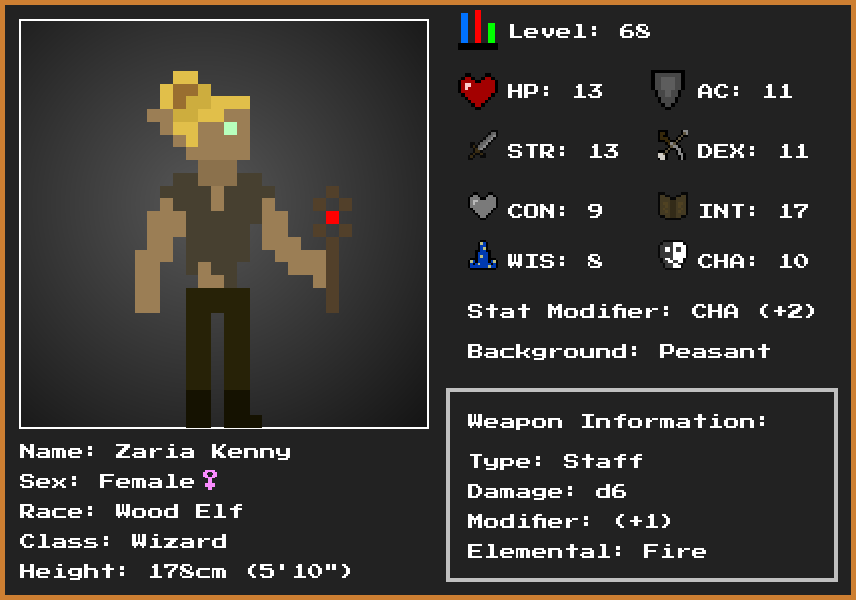 Level: 68
HP: 13
AC: 11
STR: 13
DEX: 11
CON: 9
INT: 17
WIS: 8
CHA: 10
Stat Modifier: CHA (+2)
Background: Peasant
Weapon Information:
Type: Staff
Damage: d6
Modifier: (+1)
Elemental: Fire
Name: Zaria Kenny
Sex: Female♀
Race: Wood Elf
Class: Wizard
Height: 178cm (5'10")